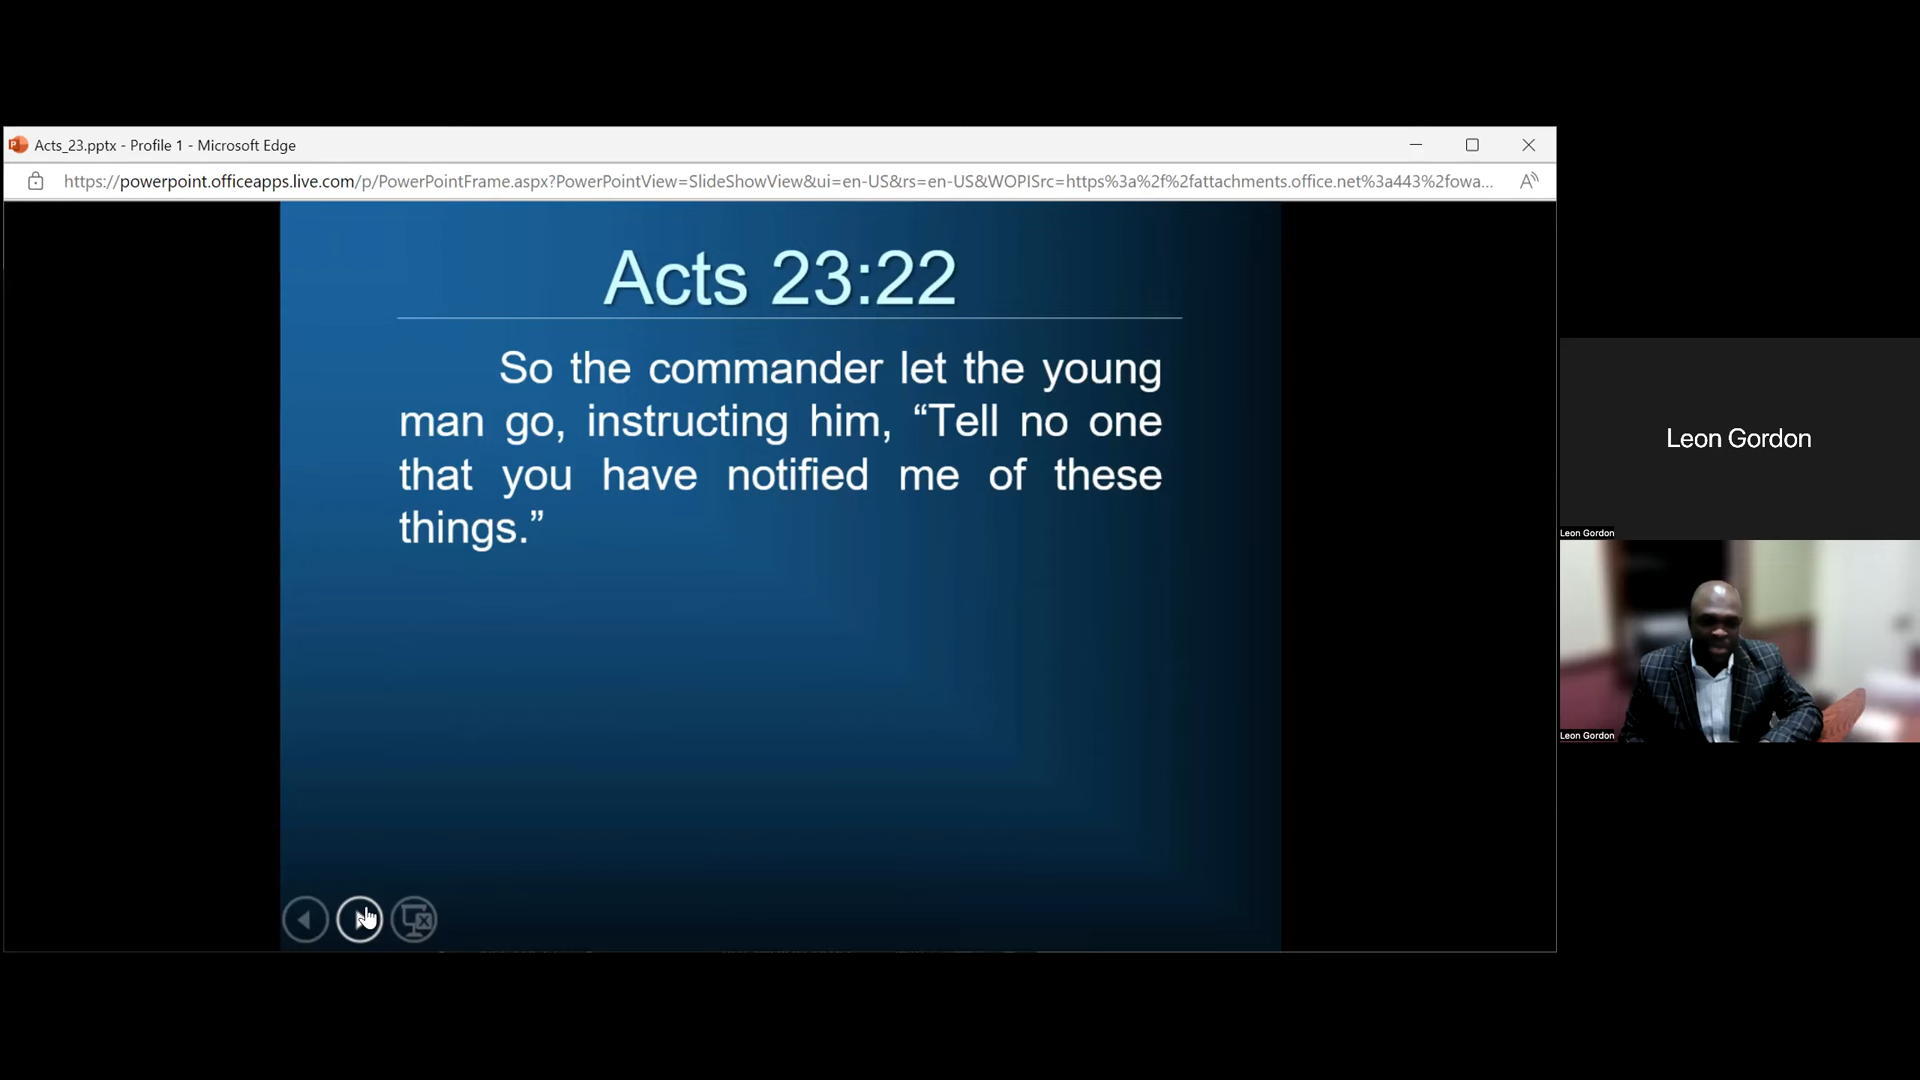 Acts_23.pptx - Profile 1 - Microsoft Edge
https://powerpoint.officeapps.live.com/p/PowerPointFrame.aspx?PowerPointView=SlideShowView&ui=en-US&rs=en-US&WOPISrc=https%3a%2f%2fattachments.office.net%3a443%2fowa...
Acts 23:22
So the commander let the young
man go, instructing him, “Tell no one
that you have notified me of these
things.”
Leon Gordon
Leon Gordon
Leon Gordon